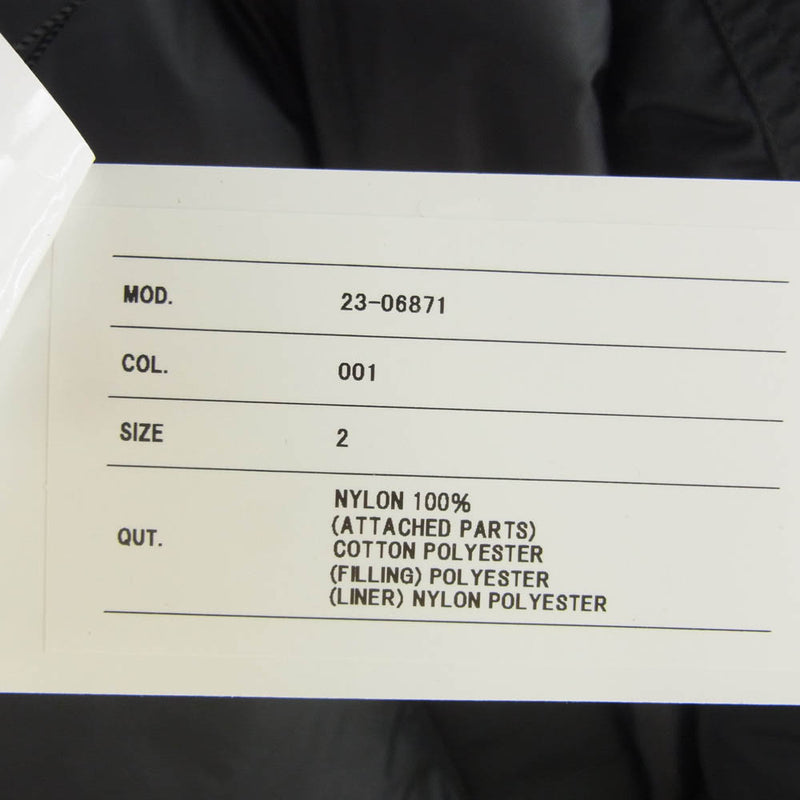 MOD. 23-06871
COL. 001
SIZE 2
QUT. NYLON 100%
(ATTACHED PARTS)
COTTON POLYESTER
(FILLING) POLYESTER
(LINER) NYLON POLYESTER